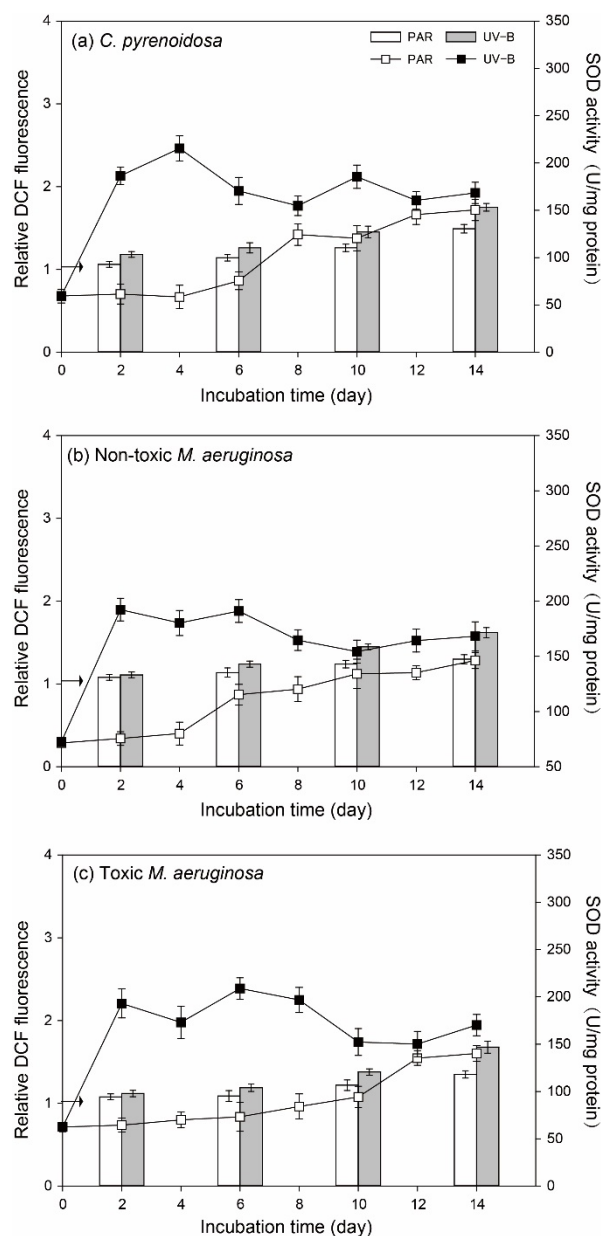 (a) C. pyrenoidosa
PAR UV-B
PAR UV-B
Relative DCF fluorescence
4
3
2
1
0
SOD activity (U/mg protein)
350
300
250
200
150
100
50
0
0 2 4 6 8 10 12 14
Incubation time (day)
(b) Non-toxic M. aeruginosa
Relative DCF fluorescence
4
3
2
1
0
SOD activity (U/mg protein)
350
300
250
200
150
100
50
0 2 4 6 8 10 12 14
Incubation time (day)
(c) Toxic M. aeruginosa
Relative DCF fluorescence
4
3
2
1
0
SOD activity (U/mg protein)
350
300
250
200
150
100
50
0
0 2 4 6 8 10 12 14
Incubation time (day)